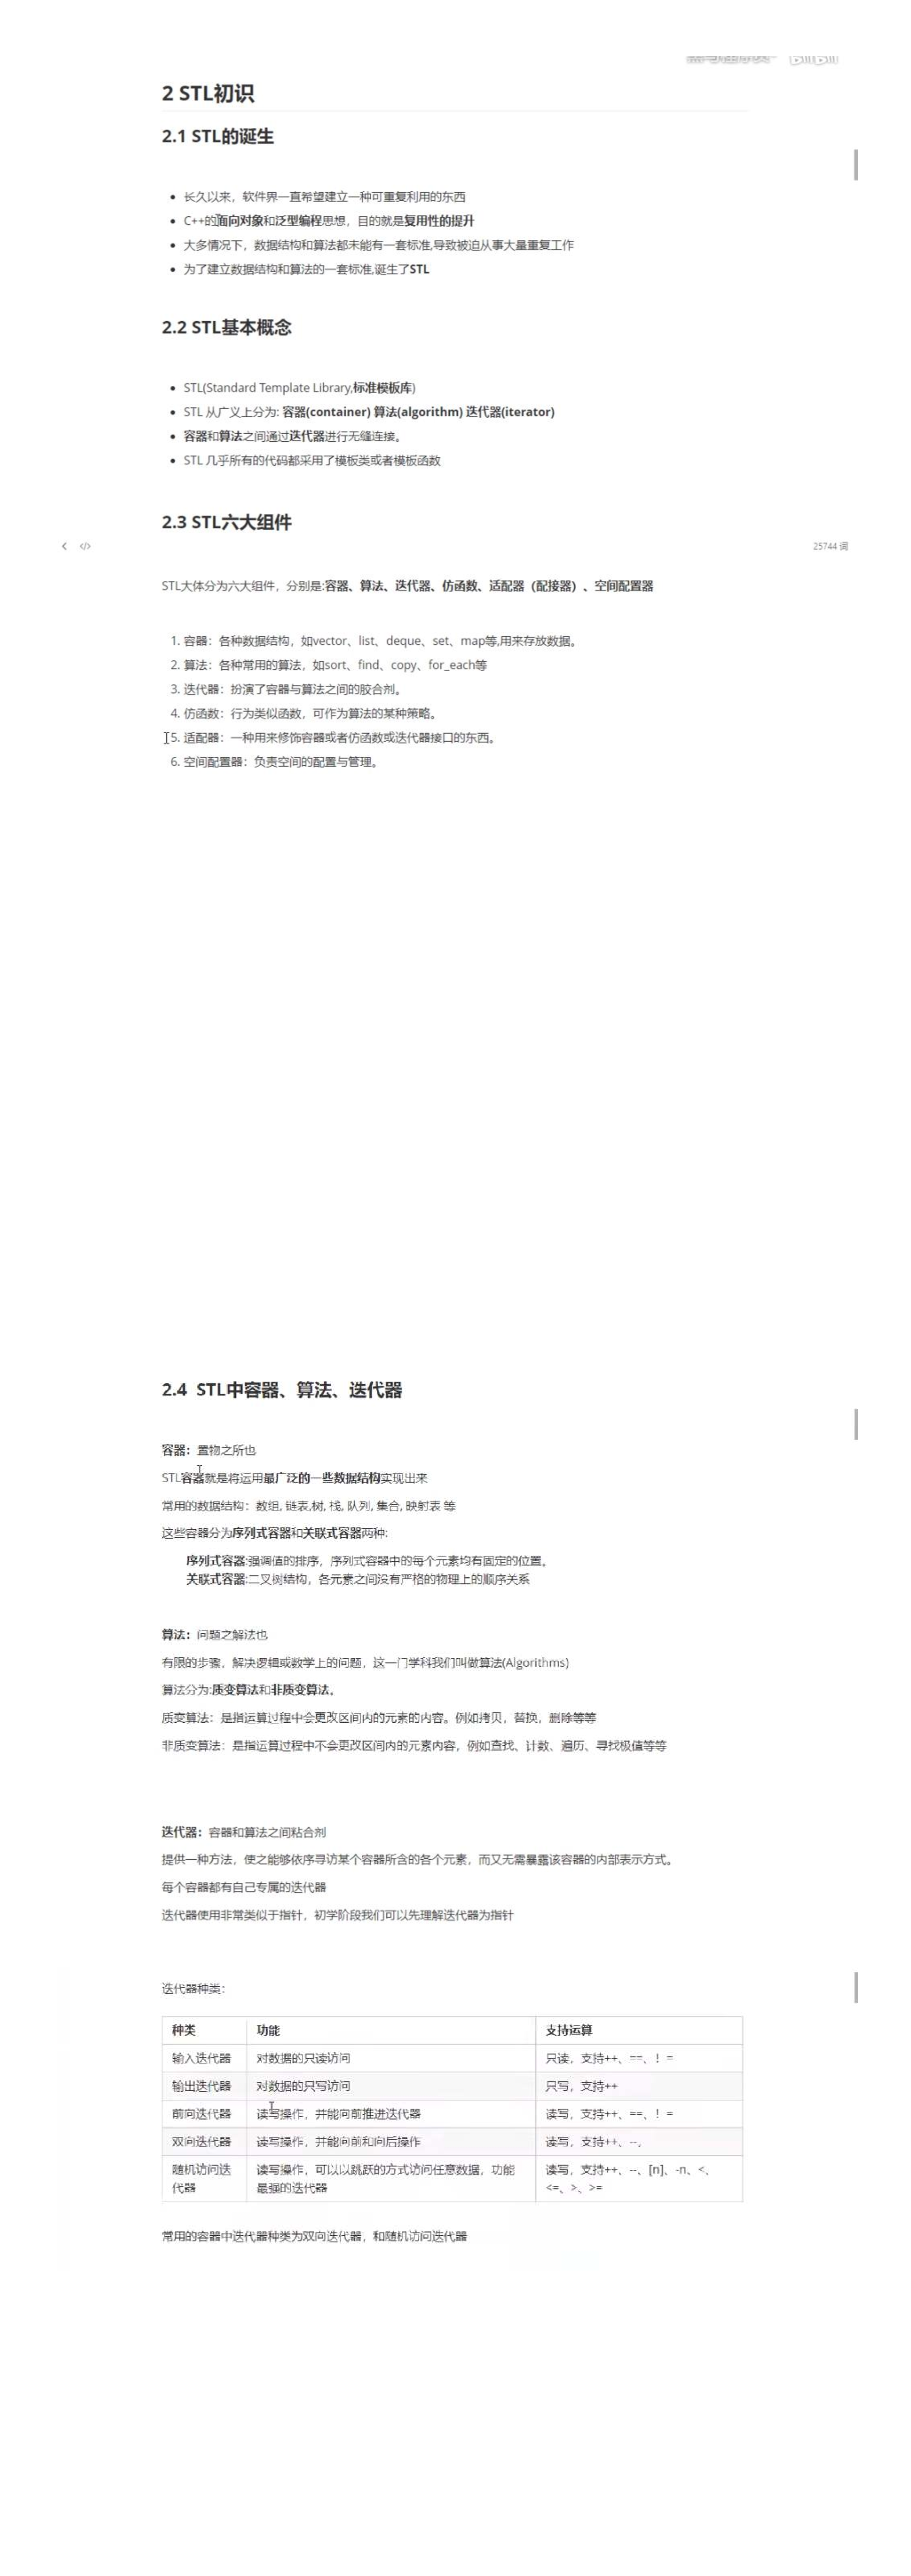 2 STL初识
2.1 STL的诞生
长久以来，软件界一直希望建立一种可重复利用的东西
C++的面向对象和泛型编程思想，目的就是复用性的提升
大多情况下，数据结构和算法都未能有一套标准,导致被迫从事大量重复工作
为了建立数据结构和算法的一套标准,诞生了STL
2.2 STL基本概念
STL(Standard Template Library,标准模板库)
STL 从广义上分为: 容器(container) 算法(algorithm) 迭代器(iterator)
容器和算法之间通过迭代器进行无缝连接。
STL 几乎所有的代码都采用了模板类或者模板函数
2.3 STL六大组件
< </> 25744 词
STL大体分为六大组件，分别是:容器、算法、迭代器、仿函数、适配器（配接器）、空间配置器
1. 容器：各种数据结构，如vector、list、deque、set、map等,用来存放数据。
2. 算法：各种常用的算法，如sort、find、copy、for_each等
3. 迭代器：扮演了容器与算法之间的胶合剂。
4. 仿函数：行为类似函数，可作为算法的某种策略。
5. 适配器：一种用来修饰容器或者仿函数或迭代器接口的东西。
6. 空间配置器：负责空间的配置与管理。
2.4 STL中容器、算法、迭代器
容器：置物之所也
STL容器就是将运用最广泛的一些数据结构实现出来
常用的数据结构：数组, 链表,树, 栈, 队列, 集合, 映射表 等
这些容器分为序列式容器和关联式容器两种:
序列式容器:强调值的排序，序列式容器中的每个元素均有固定的位置。
关联式容器:二叉树结构，各元素之间没有严格的物理上的顺序关系
算法：问题之解法也
有限的步骤，解决逻辑或数学上的问题，这一门学科我们叫做算法(Algorithms)
算法分为:质变算法和非质变算法。
质变算法：是指运算过程中会更改区间内的元素的内容。例如拷贝，替换，删除等等
非质变算法：是指运算过程中不会更改区间内的元素内容，例如查找、计数、遍历、寻找极值等等
迭代器：容器和算法之间粘合剂
提供一种方法，使之能够依序寻访某个容器所含的各个元素，而又无需暴露该容器的内部表示方式。
每个容器都有自己专属的迭代器
迭代器使用非常类似于指针，初学阶段我们可以先理解迭代器为指针
迭代器种类：
种类 功能 支持运算
输入迭代器 对数据的只读访问 只读，支持++、==、！=
输出迭代器 对数据的只写访问 只写，支持++
前向迭代器 读写操作，并能向前推进迭代器 读写，支持++、==、！=
双向迭代器 读写操作，并能向前和向后操作 读写，支持++、--，
随机访问迭代器 读写操作，可以以跳跃的方式访问任意数据，功能最强的迭代器 读写，支持++、--、[n]、-n、<、<=、>、>=
常用的容器中迭代器种类为双向迭代器，和随机访问迭代器